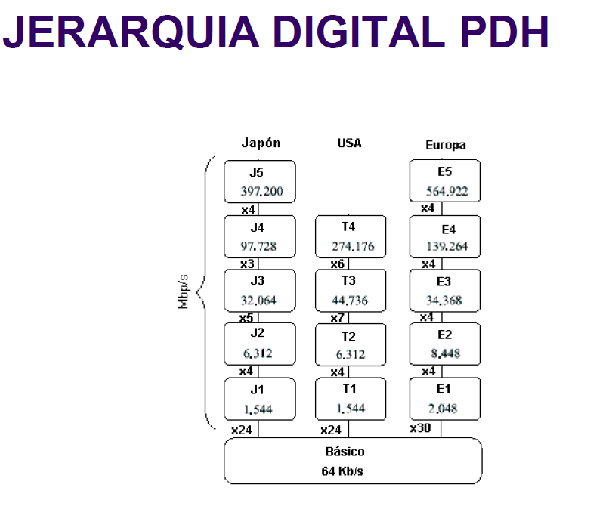 JERARQUIA DIGITAL PDH
Japón USA Europa
J5 E5
397.200 564.922
x4 x4
J4 T4 E4
97.728 274.176 139.264
x3 x6 x4
J3 T3 E3
32.064 44.736 34.368
x5 x7 x4
J2 T2 E2
6.312 6.312 8.448
x4 x4 x4
J1 T1 E1
1.544 1.544 2.048
x24 x24 x30
Básico
64 Kb/s
Mbp/s